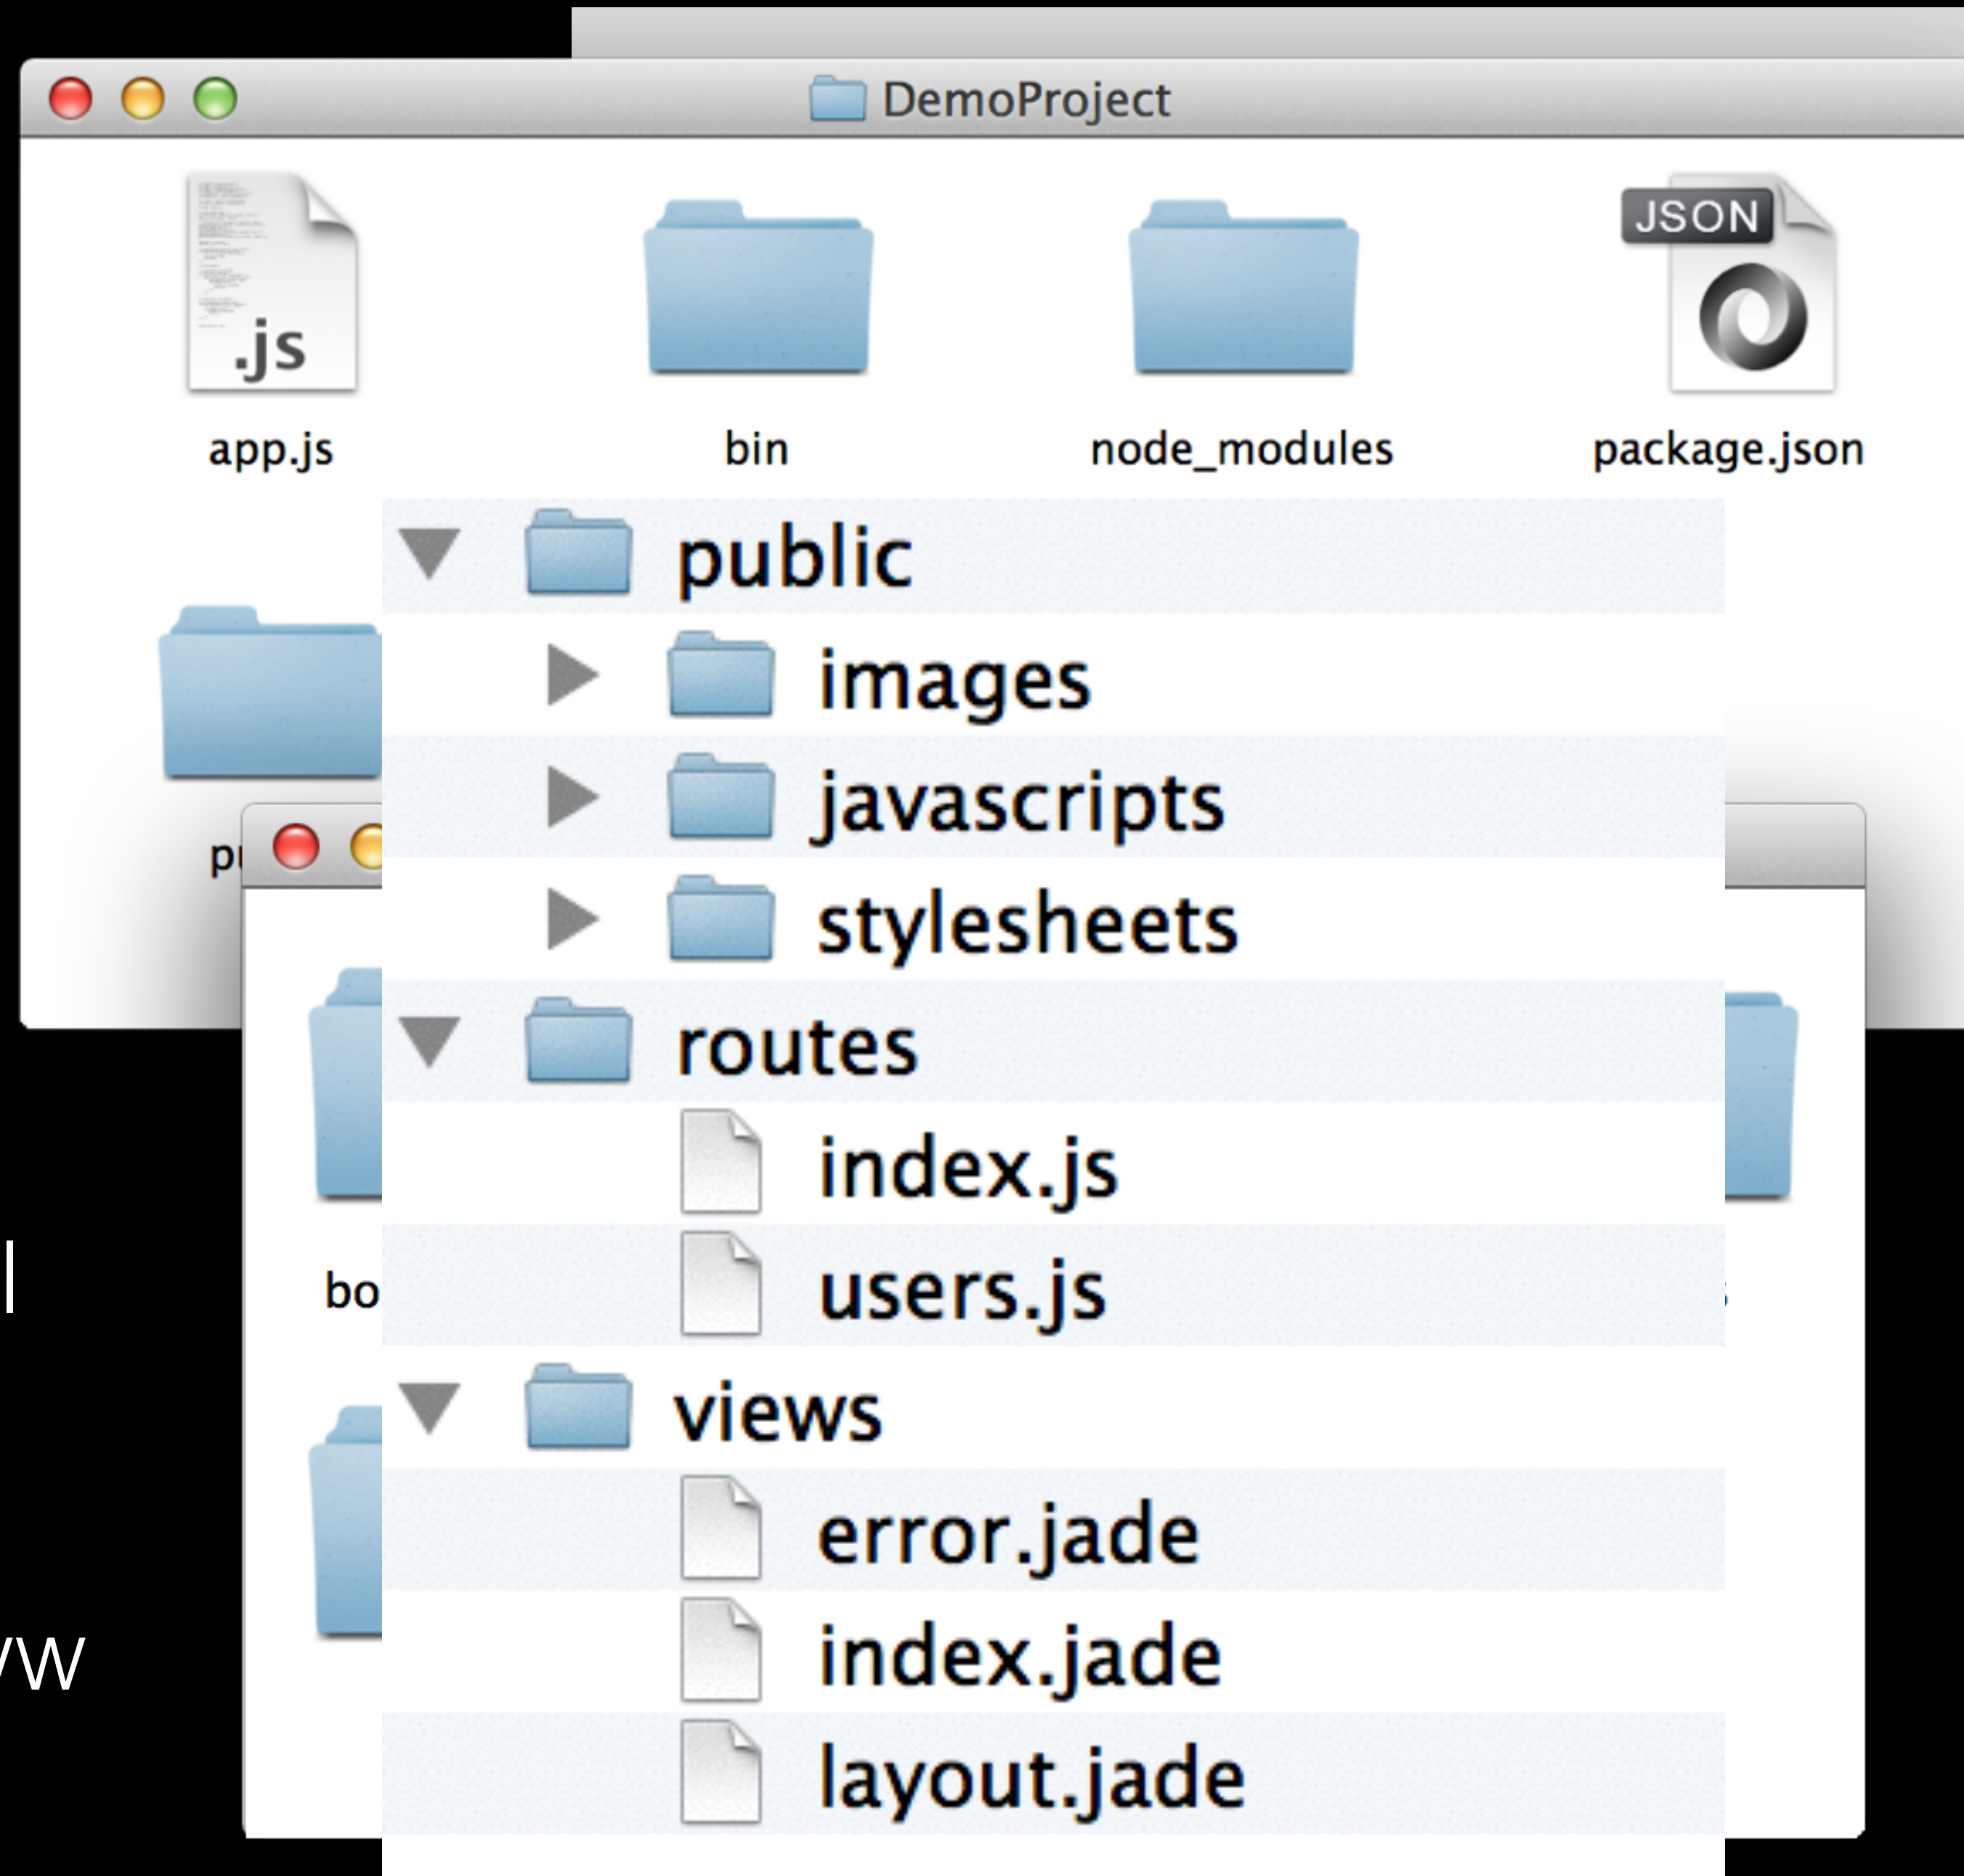 DemoProject
JSON
.js
app.js
bin
node_modules
package.json
public
images
javascripts
stylesheets
routes
index.js
users.js
views
error.jade
index.jade
layout.jade